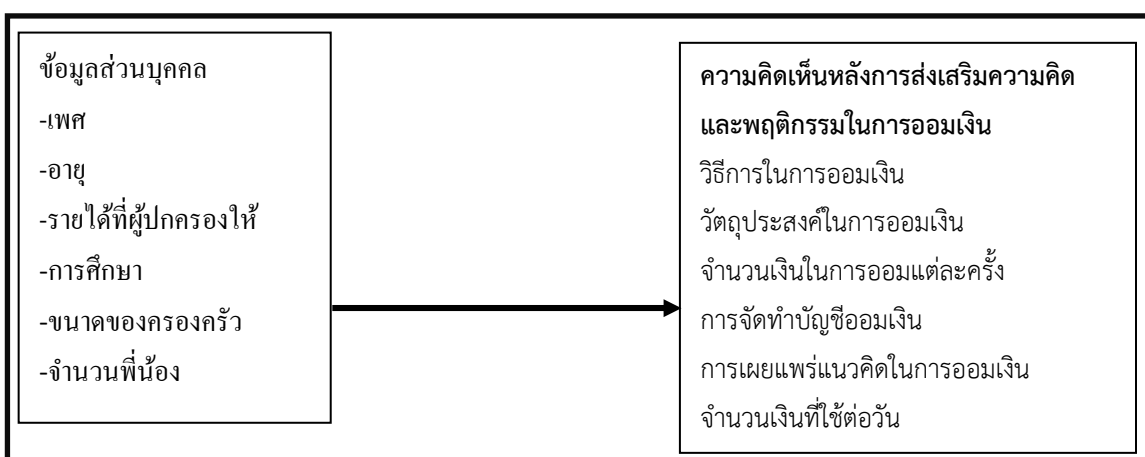 ข้อมูลส่วนบุคคล
-เพศ
-อายุ
-รายได้ที่ผู้ปกครองให้
-การศึกษา
-ขนาดของครองครัว
-จำนวนพี่น้อง
ความคิดเห็นหลังการส่งเสริมความคิด
และพฤติกรรมในการออมเงิน
วิธีการในการออมเงิน
วัตถุประสงค์ในการออมเงิน
จำนวนเงินในการออมแต่ละครั้ง
การจัดทำบัญชีออมเงิน
การเผยแพร่แนวคิดในการออมเงิน
จำนวนเงินที่ใช้ต่อวัน